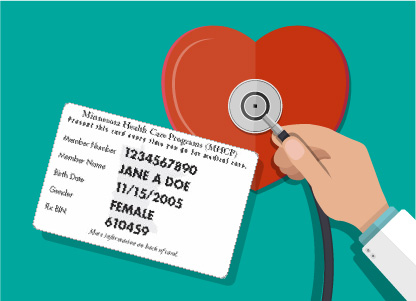 Minnesota Health Care Programs (MHCP)
Present this card every time you go for medical care.
Member Number 1234567890
Member Name JANE A DOE
Birth Date 11/15/2005
Gender FEMALE
Rx BIN 610459
More information on back of card.